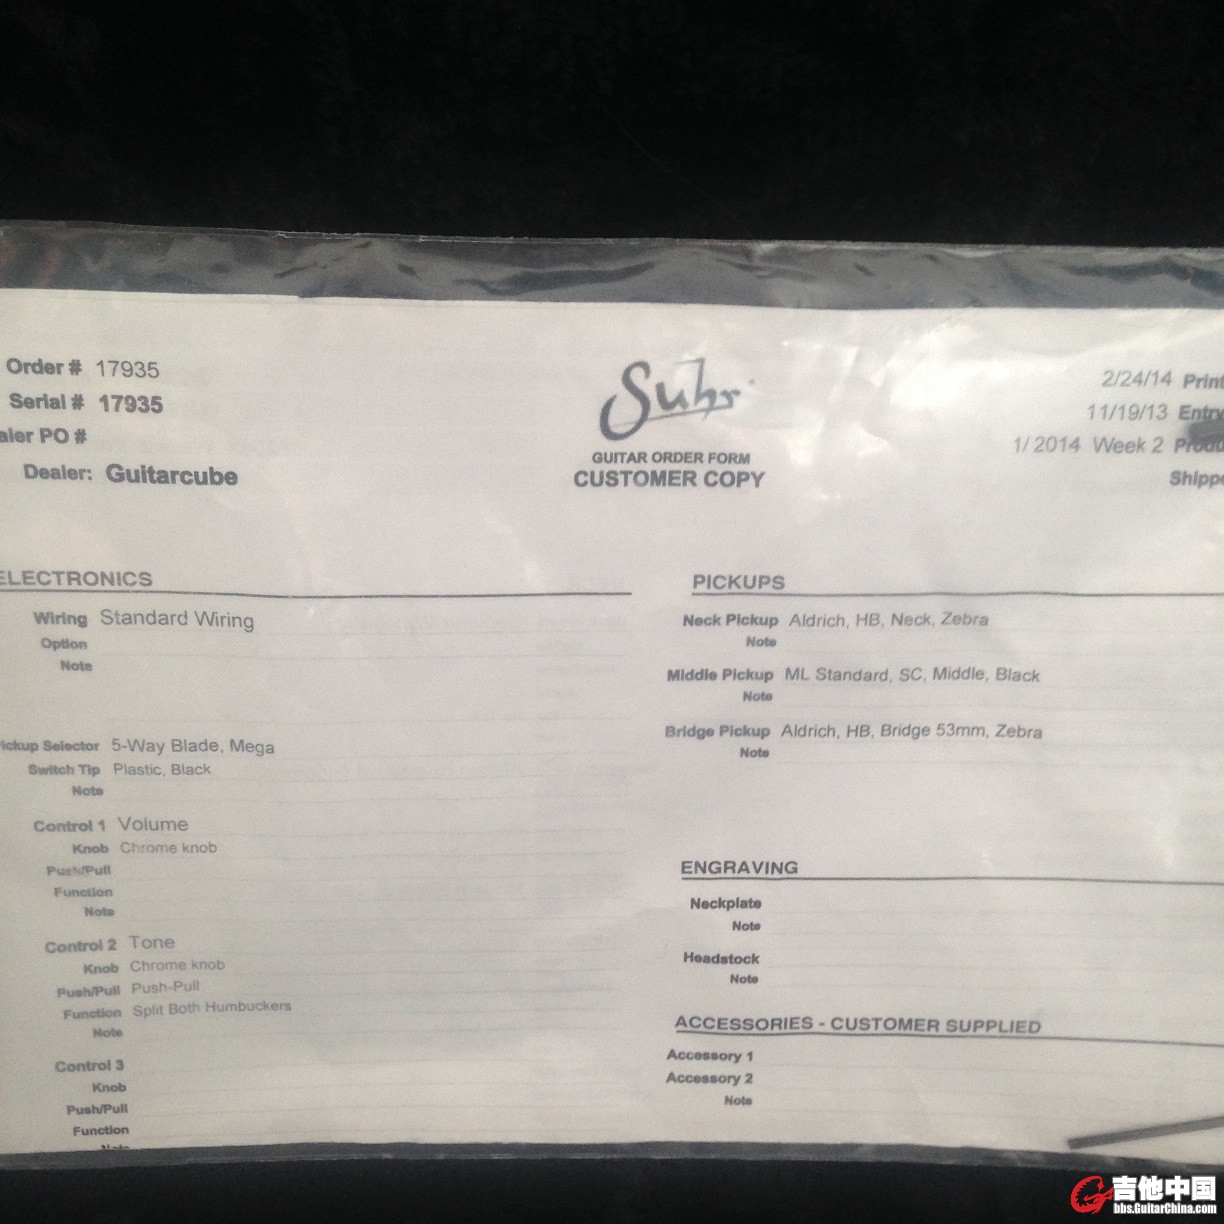 Order # 17935
Serial # 17935
aler PO #
Dealer: Guitarcube
Suhr
GUITAR ORDER FORM
CUSTOMER COPY
2/24/14 Print
11/19/13 Entry
1/ 2014 Week 2 Produ
Shippe
ELECTRONICS
Wiring Standard Wiring
Option
Note
ickup Selector 5-Way Blade, Mega
Switch Tip Plastic, Black
Note
Control 1 Volume
Knob Chrome knob
Push/Pull
Function
Note
Control 2 Tone
Knob Chrome knob
Push/Pull Push-Pull
Function Split Both Humbuckers
Note
Control 3
Knob
Push/Pull
Function
Note
PICKUPS
Neck Pickup Aldrich, HB, Neck, Zebra
Note
Middle Pickup ML Standard, SC, Middle, Black
Note
Bridge Pickup Aldrich, HB, Bridge 53mm, Zebra
Note
ENGRAVING
Neckplate
Note
Headstock
Note
ACCESSORIES - CUSTOMER SUPPLIED
Accessory 1
Accessory 2
Note
吉他中国
bbs.GuitarChina.com